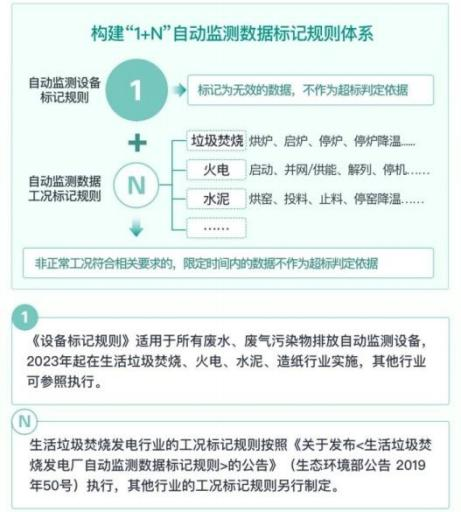 构建“1+N”自动监测数据标记规则体系
自动监测设备
标记规则
1
标记为无效的数据，不作为超标判定依据
+
垃圾焚烧 烘炉、启炉、停炉、停炉降温......
自动监测数据
工况标记规则
N
火电 启动、并网/供能、解列、停机……
水泥 烘窑、投料、止料、停窑降温……
……
非正常工况符合相关要求的，限定时间内的数据不作为超标判定依据
1
《设备标记规则》适用于所有废水、废气污染物排放自动监测设备，
2023年起在生活垃圾焚烧、火电、水泥、造纸行业实施，其他行业
可参照执行。
N
生活垃圾焚烧发电行业的工况标记规则按照《关于发布<生活垃圾焚
烧发电厂自动监测数据标记规则>的公告》（生态环境部公告 2019
年50号）执行，其他行业的工况标记规则另行制定。